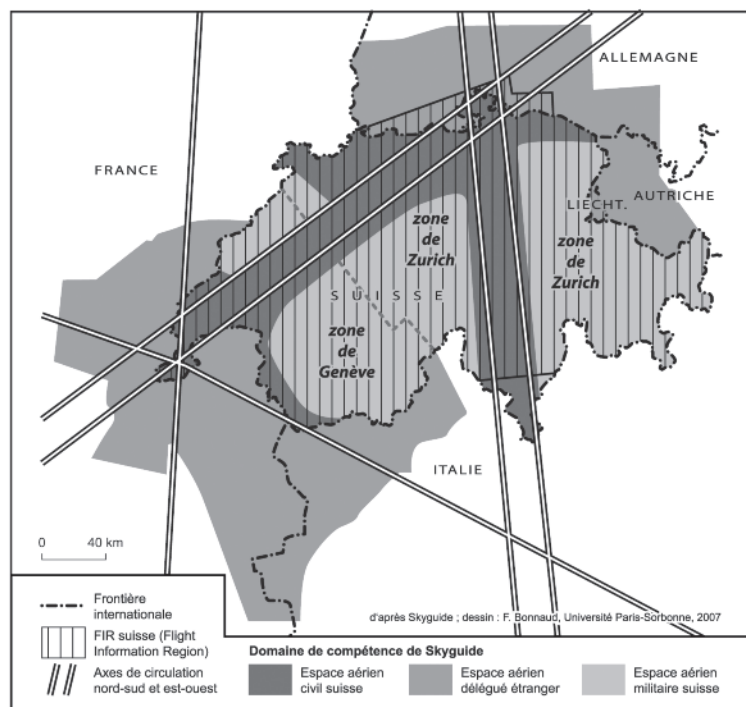 ALLEMAGNE
FRANCE
LIECHT.
AUTRICHE
zone
de
Zurich
zone
de
Zurich
SUISSE
zone
de
Genève
ITALIE
0 40 km
d'après Skyguide ; dessin : F. Bonnaud, Université Paris-Sorbonne, 2007
Frontière
internationale
FIR suisse (Flight
Information Region)
Axes de circulation
nord-sud et est-ouest
Domaine de compétence de Skyguide
Espace aérien
civil suisse
Espace aérien
délégué étranger
Espace aérien
militaire suisse